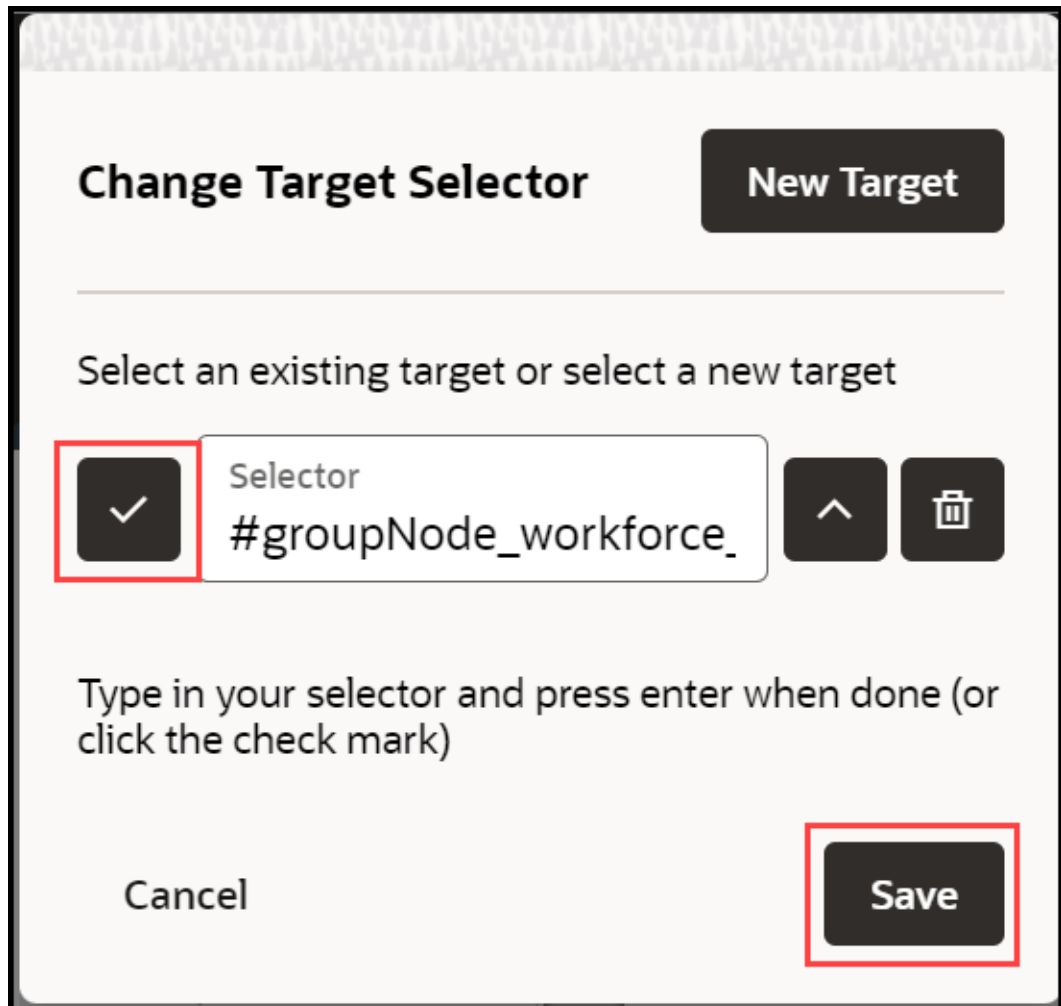 Change Target Selector
New Target
Select an existing target or select a new target
Selector
#groupNode_workforce_
Type in your selector and press enter when done (or
click the check mark)
Cancel
Save